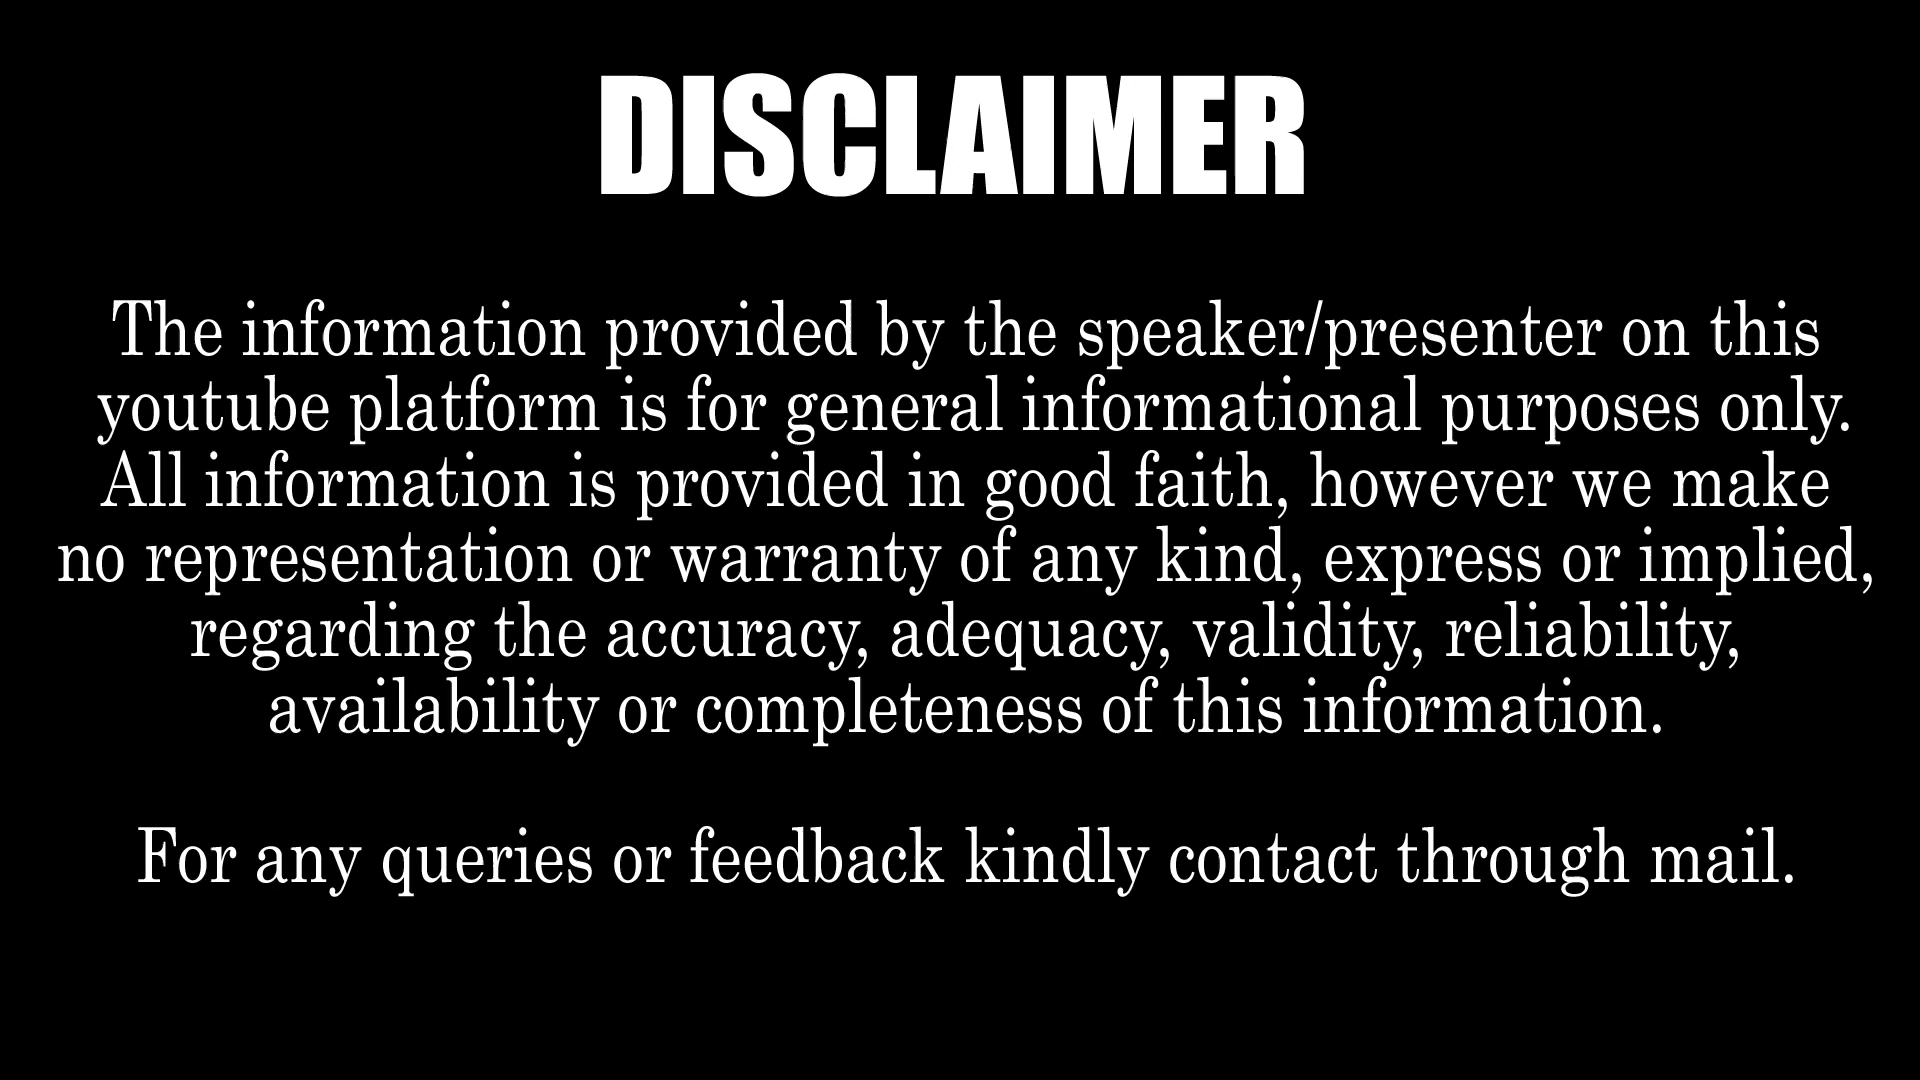 DISCLAIMER
The information provided by the speaker/presenter on this
youtube platform is for general informational purposes only.
All information is provided in good faith, however we make
no representation or warranty of any kind, express or implied,
regarding the accuracy, adequacy, validity, reliability,
availability or completeness of this information.
For any queries or feedback kindly contact through mail.